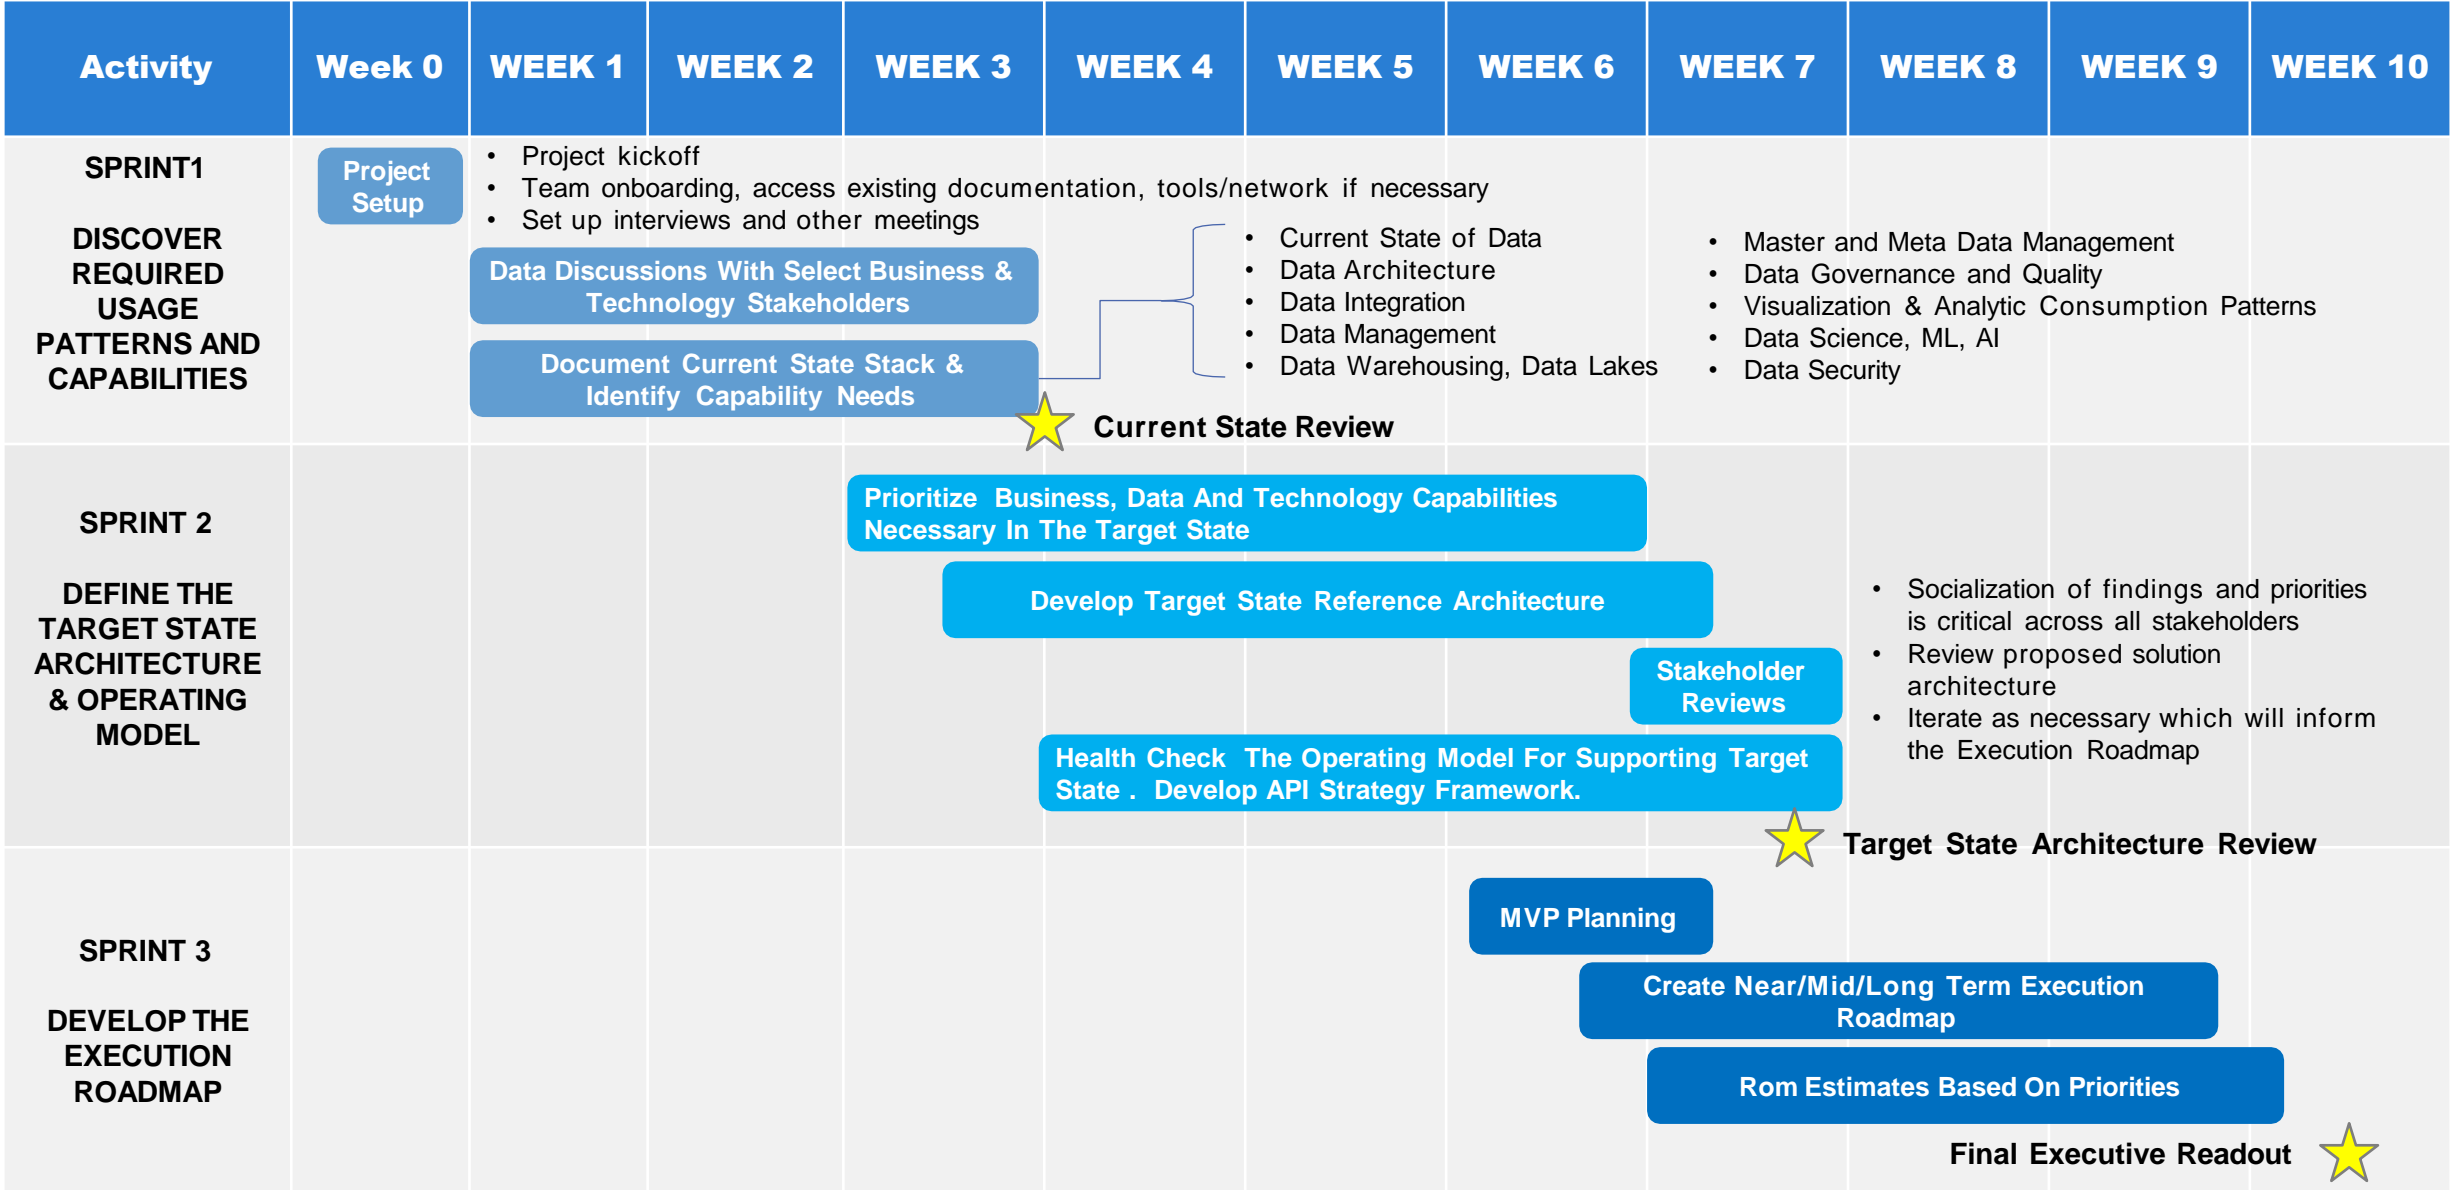 Activity
Week 0
WEEK 1
WEEK 2
WEEK 3
WEEK 4
WEEK 5
WEEK 6
WEEK 7
WEEK 8
WEEK 9
WEEK 10
SPRINT1
DISCOVER
REQUIRED
USAGE
PATTERNS AND
CAPABILITIES
Project
Setup
• Project kickoff
• Team onboarding, access existing documentation, tools/network if necessary
• Set up interviews and other meetings
Data Discussions With Select Business &
Technology Stakeholders
Document Current State Stack &
Identify Capability Needs
• Current State of Data
• Data Architecture
• Data Integration
• Data Management
• Data Warehousing, Data Lakes
• Master and Meta Data Management
• Data Governance and Quality
• Visualization & Analytic Consumption Patterns
• Data Science, ML, AI
• Data Security
Current State Review
SPRINT 2
DEFINE THE
TARGET STATE
ARCHITECTURE
& OPERATING
MODEL
Prioritize Business, Data And Technology Capabilities
Necessary In The Target State
Develop Target State Reference Architecture
Stakeholder
Reviews
Health Check The Operating Model For Supporting Target
State . Develop API Strategy Framework.
• Socialization of findings and priorities
is critical across all stakeholders
• Review proposed solution
architecture
• Iterate as necessary which will inform
the Execution Roadmap
Target State Architecture Review
SPRINT 3
DEVELOP THE
EXECUTION
ROADMAP
MVP Planning
Create Near/Mid/Long Term Execution
Roadmap
Rom Estimates Based On Priorities
Final Executive Readout